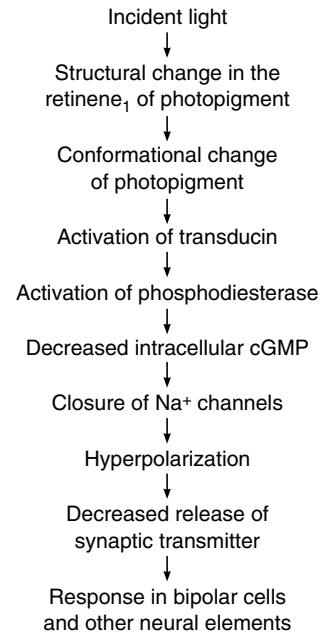 Incident light
Structural change in the
retinene₁ of photopigment
Conformational change
of photopigment
Activation of transducin
Activation of phosphodiesterase
Decreased intracellular cGMP
Closure of Na⁺ channels
Hyperpolarization
Decreased release of
synaptic transmitter
Response in bipolar cells
and other neural elements